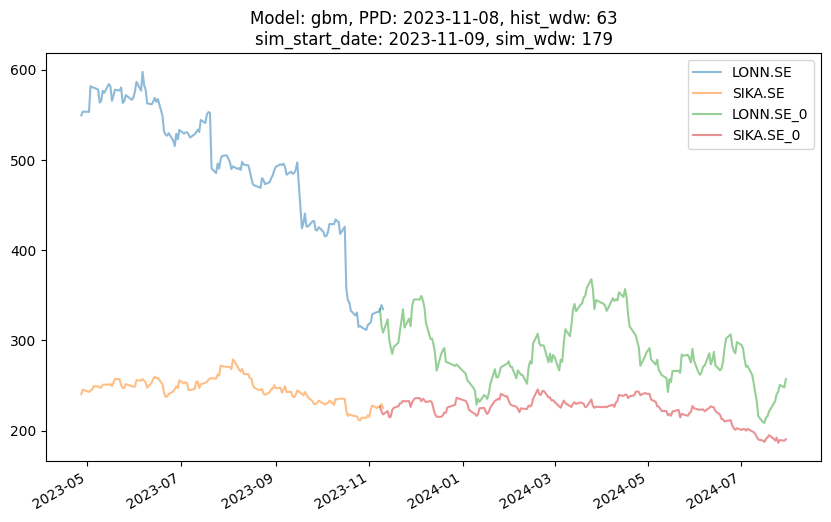 Model: gbm, PPD: 2023-11-08, hist_wdw: 63
sim_start_date: 2023-11-09, sim_wdw: 179
LONN.SE
SIKA.SE
LONN.SE_0
SIKA.SE_0
600
500
400
300
200
2023-05
2023-07
2023-09
2023-11
2024-01
2024-03
2024-05
2024-07